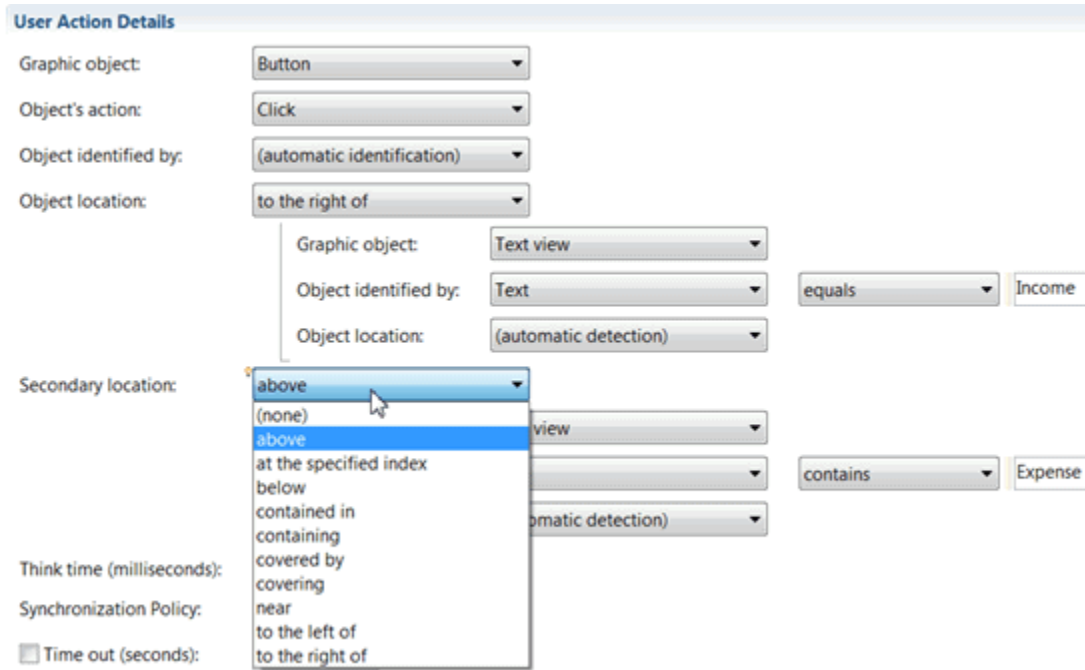 User Action Details
Graphic object: Button
Object's action: Click
Object identified by: (automatic identification)
Object location: to the right of
Graphic object: Text view
Object identified by: Text equals Income
Object location: (automatic detection)
Secondary location: above
(none)
above view
at the specified index
below contains Expense
contained in
containing omatic detection)
covered by
Think time (milliseconds):
covering
near
Synchronization Policy:
to the left of
Time out (seconds):
to the right of